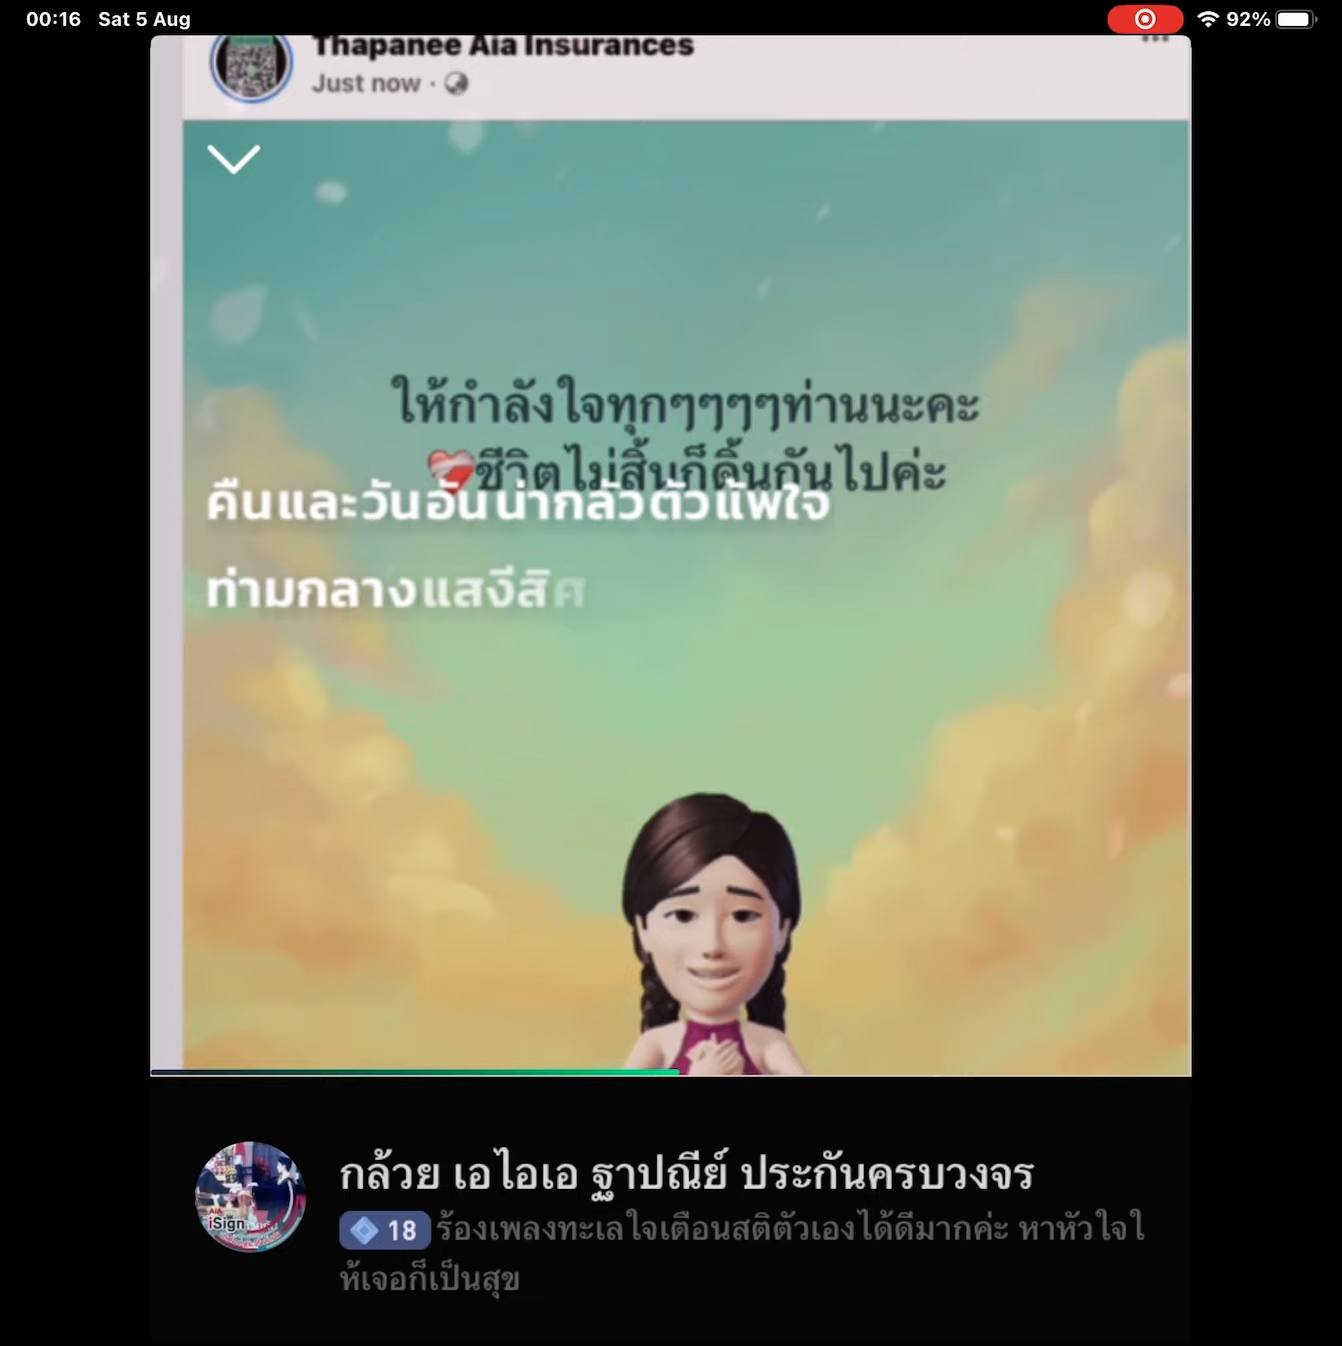 00:16 Sat 5 Aug
92%
Thapanee Aia Insurances
Just now ·
ให้กำลังใจทุกๆๆๆๆท่านนะคะ
❤️‍🩹ชีวิตไม่สิ้นก็ดิ้นกันไปค่ะ
คืนและวันอันน่ากลัวตัวแพ้ใจ
ท่ามกลางแสงสีศิ
กล้วย เอไอเอ ฐาปณีย์ ประกันครบวงจร
18 ร้องเพลงทะเลใจเตือนสติตัวเองได้ดีมากค่ะ หาหัวใจใ
ห้เจอก็เป็นสุข
AIA
iSign